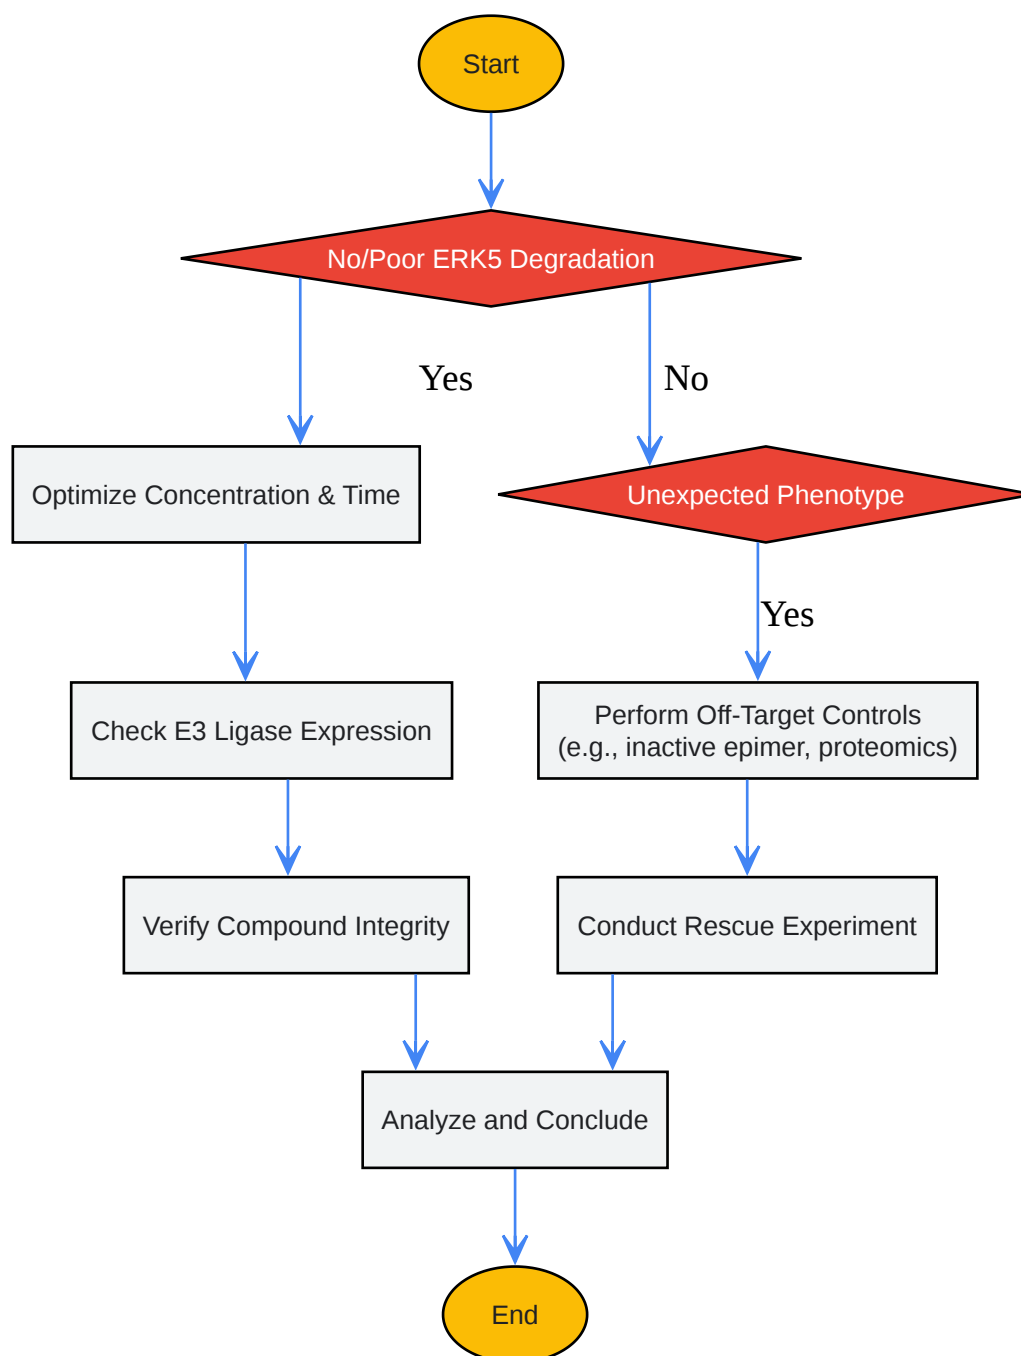 Start
No/Poor ERK5 Degradation
Yes
No
Optimize Concentration & Time
Unexpected Phenotype
Yes
Check E3 Ligase Expression
Perform Off-Target Controls
(e.g., inactive epimer, proteomics)
Verify Compound Integrity
Conduct Rescue Experiment
Analyze and Conclude
End